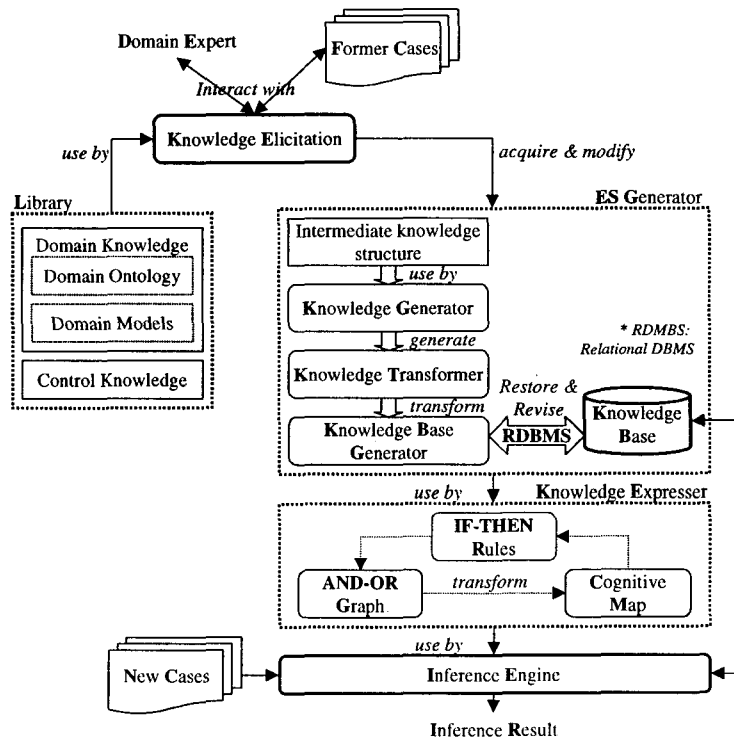 Domain Expert
Former Cases
Interact with
Knowledge Elicitation
use by
acquire & modify
Library
ES Generator
Domain Knowledge
Domain Ontology
Domain Models
Control Knowledge
Intermediate knowledge
structure
use by
Knowledge Generator
generate
* RDMBS:
Relational DBMS
Knowledge Transformer
transform
Restore &
Revise
Knowledge Base
Generator
RDBMS
Knowledge
Base
use by
Knowledge Expresser
IF-THEN
Rules
AND-OR
Graph
transform
Cognitive
Map
use by
New Cases
Inference Engine
Inference Result